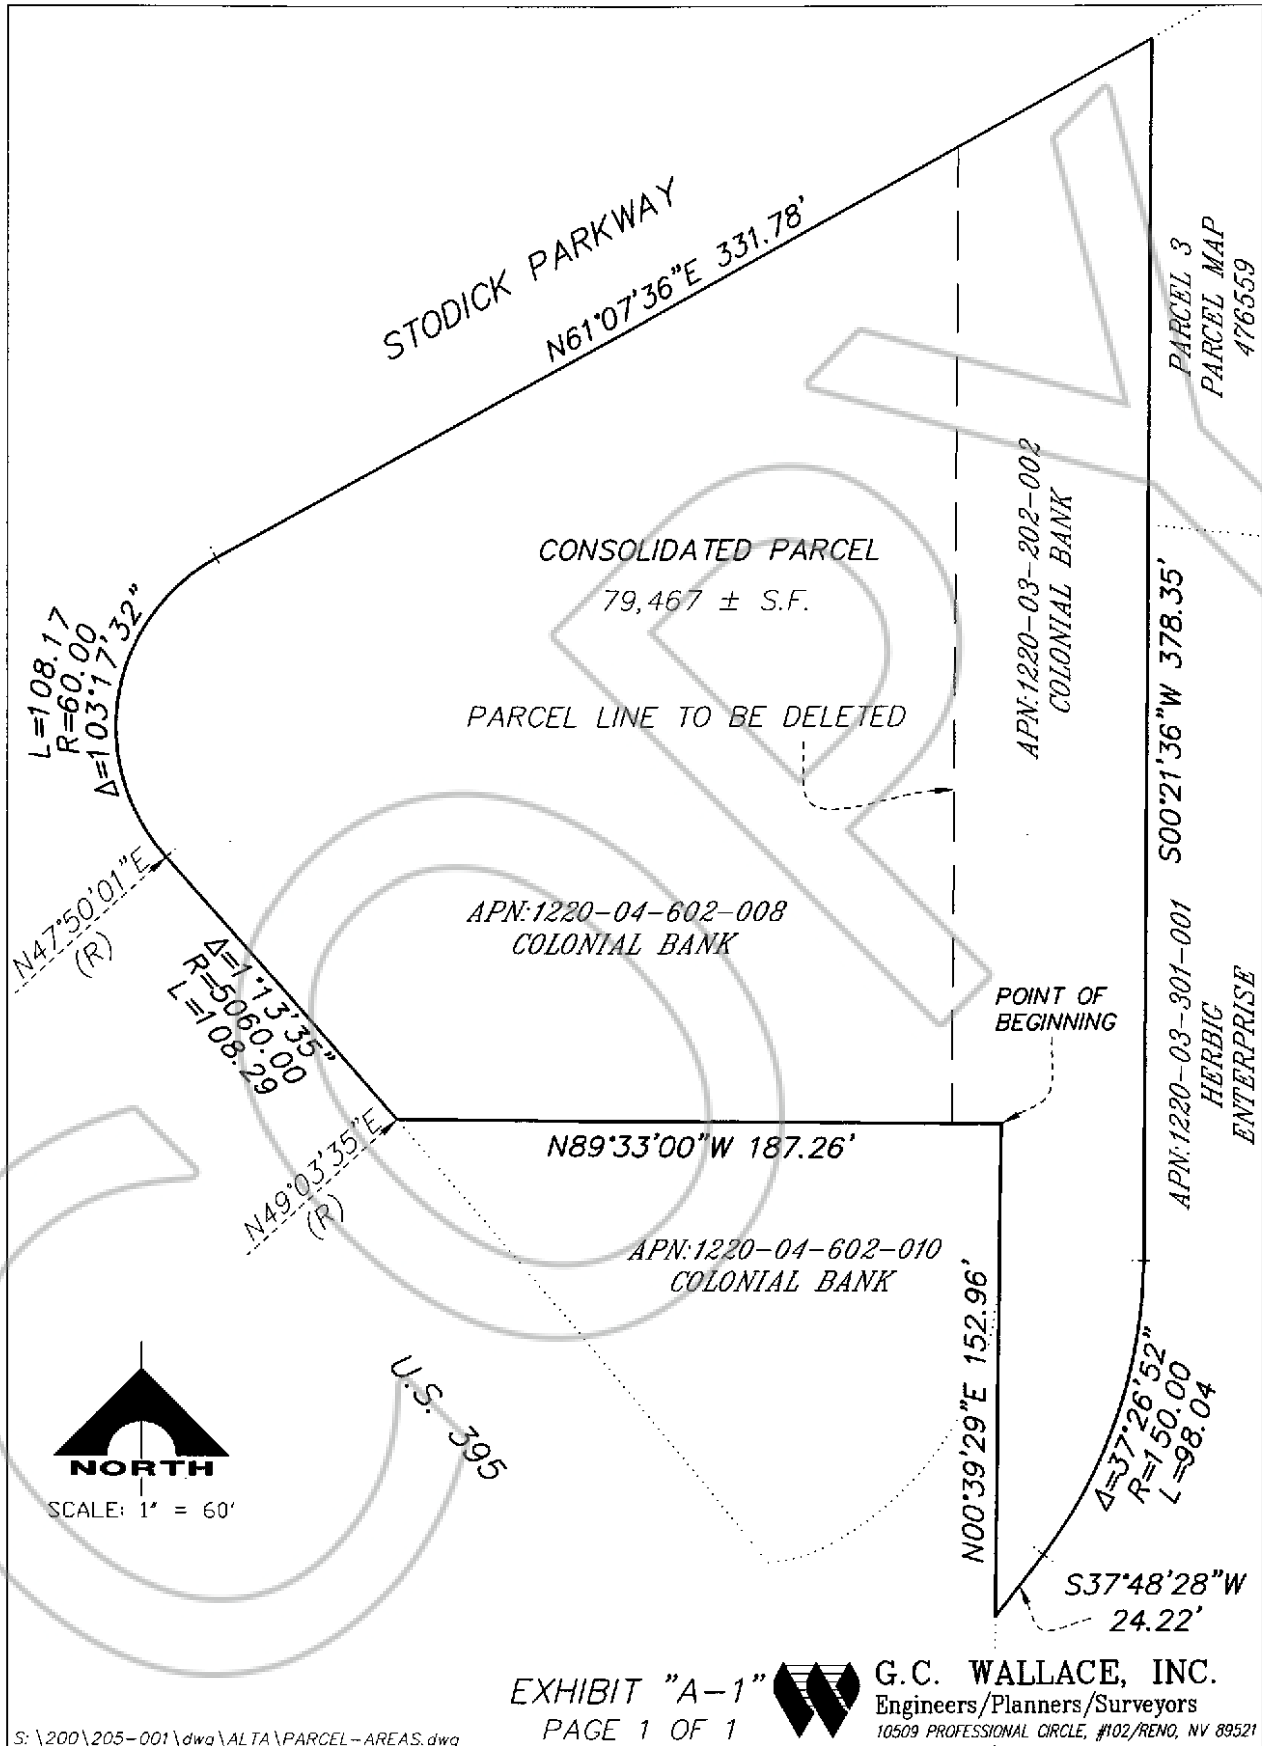 STODICK PARKWAY
N61°07'36"E 331.78'
PARCEL 3
PARCEL MAP
476559
APN:1220-03-202-002
COLONIAL BANK
CONSOLIDATED PARCEL
79,467 ± S.F.
L=108.17
R=60.00
Δ=103°17'32"
PARCEL LINE TO BE DELETED
S00°21'36"W 378.35'
N47°50'01"E
(R)
APN:1220-04-602-008
COLONIAL BANK
Δ=1°13'35"
R=5060.00
L=108.29
POINT OF
BEGINNING
APN:1220-03-301-001
HERBIG
ENTERPRISE
N49°03'35"E
(R)
N89°33'00"W 187.26'
APN:1220-04-602-010
COLONIAL BANK
N00°39'29"E 152.96'
U.S. 395
Δ=37°26'52"
R=150.00
L=98.04
NORTH
SCALE: 1" = 60'
S37°48'28"W
24.22'
EXHIBIT "A-1"
PAGE 1 OF 1
G.C. WALLACE, INC.
Engineers/Planners/Surveyors
10509 PROFESSIONAL CIRCLE, #102/RENO, NV 89521
S:\200\205-001\dwg\ALTA\PARCEL-AREAS.dwg
COPY